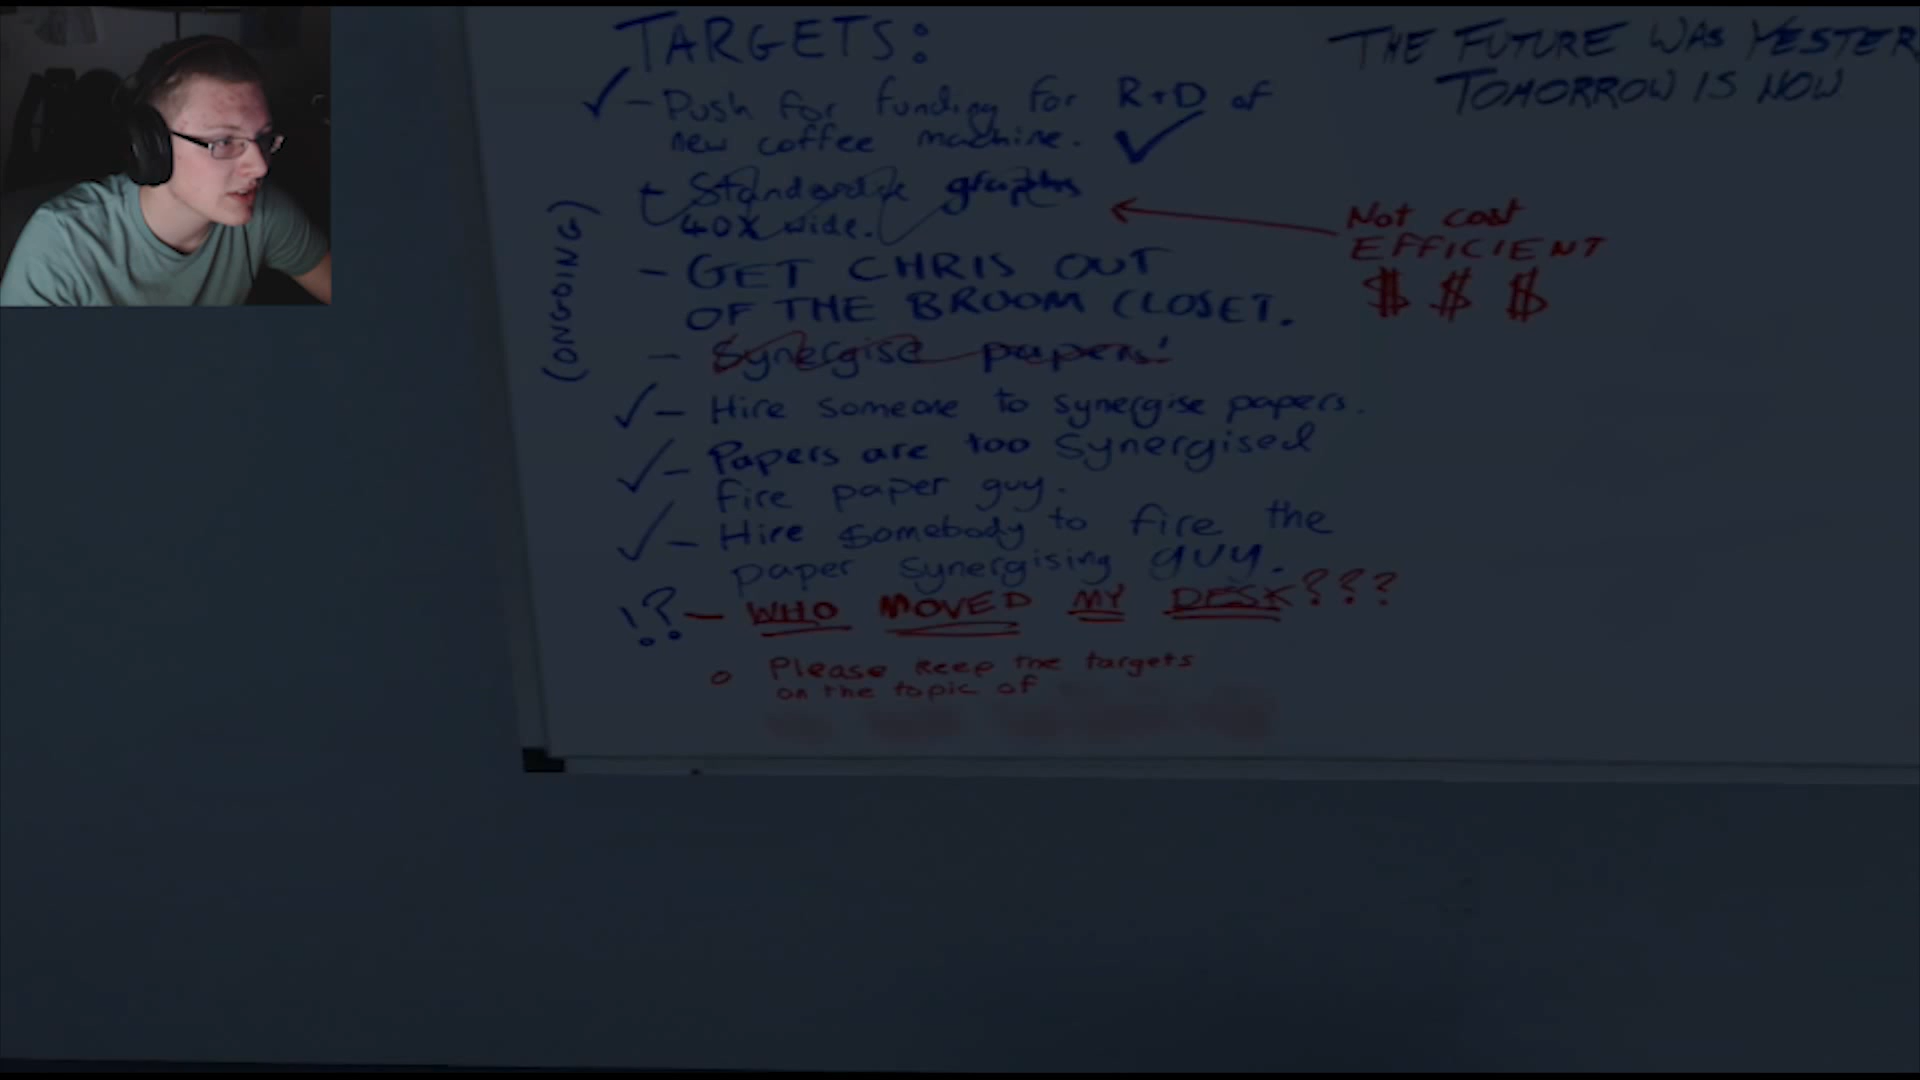 TARGETS:
- Push for funding for R+D of
new coffee machine.
- Standardise graphs
40x wide.
(ONGOING)
- GET CHRIS OUT
OF THE BROOM CLOSET.
- Synergise papers!
- Hire someone to synergise papers.
- Papers are too synergised
fire paper guy.
- Hire somebody to fire the
paper synergising guy.
!? - WHO MOVED MY DESK???
o Please keep the targets
on the topic of
THE FUTURE WAS YESTER
TOMORROW IS NOW
Not cost
EFFICIENT
$ $ $